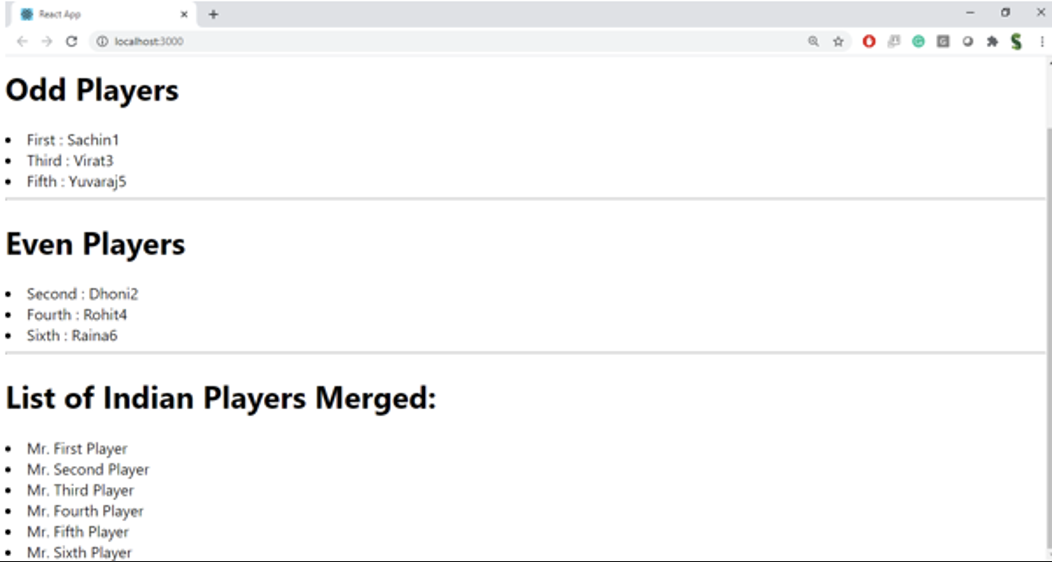 React App
localhost:3000
Odd Players
First : Sachin1
Third : Virat3
Fifth : Yuvaraj5
Even Players
Second : Dhoni2
Fourth : Rohit4
Sixth : Raina6
List of Indian Players Merged:
Mr. First Player
Mr. Second Player
Mr. Third Player
Mr. Fourth Player
Mr. Fifth Player
Mr. Sixth Player